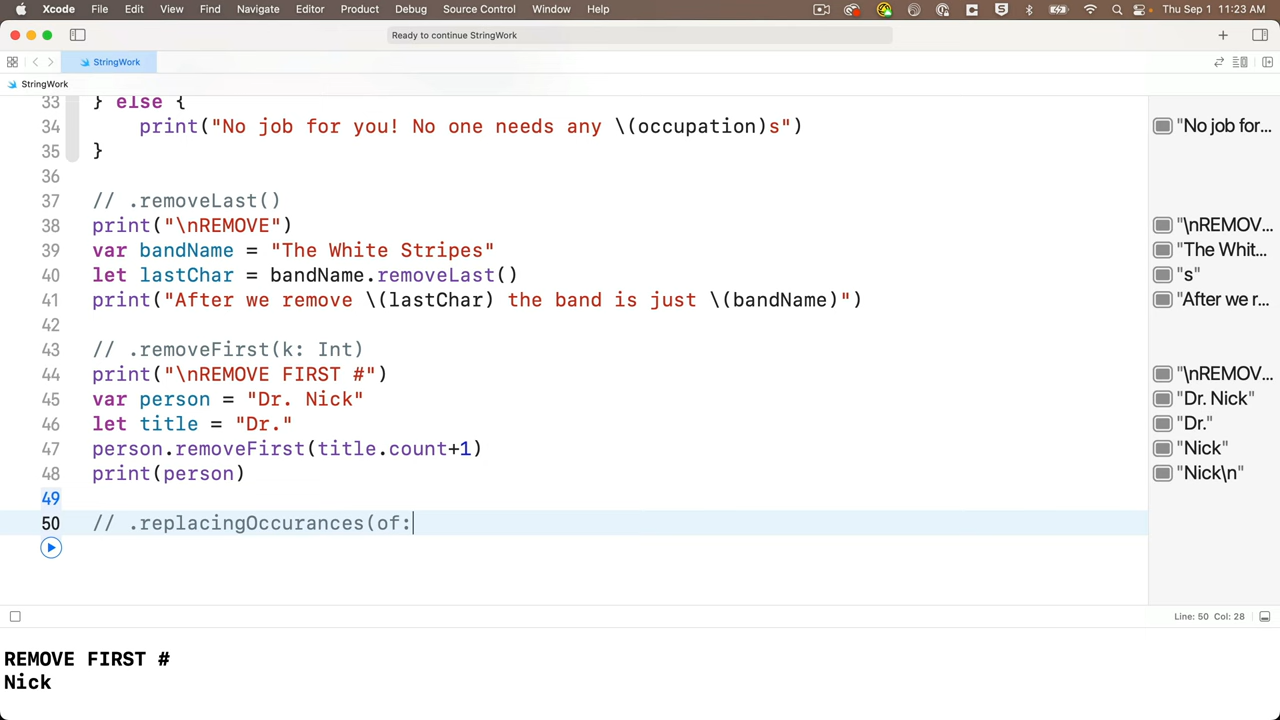 Xcode File Edit View Find Navigate Editor Product Debug Source Control Window Help Thu Sep 1 11:23 AM
Ready to continue StringWork
StringWork
StringWork
33 } else {
34 print("No job for you! No one needs any \(occupation)s") "No job for...
35 }
36
37 // .removeLast()
38 print("\nREMOVE") "\nREMOV...
39 var bandName = "The White Stripes" "The Whit...
40 let lastChar = bandName.removeLast() "s"
41 print("After we remove \(lastChar) the band is just \(bandName)") "After we r...
42
43 // .removeFirst(k: Int)
44 print("\nREMOVE FIRST #") "\nREMOV...
45 var person = "Dr. Nick" "Dr. Nick"
46 let title = "Dr." "Dr."
47 person.removeFirst(title.count+1) "Nick"
48 print(person) "Nick\n"
49
50 // .replacingOccurances(of:
Line: 50 Col: 28
REMOVE FIRST #
Nick